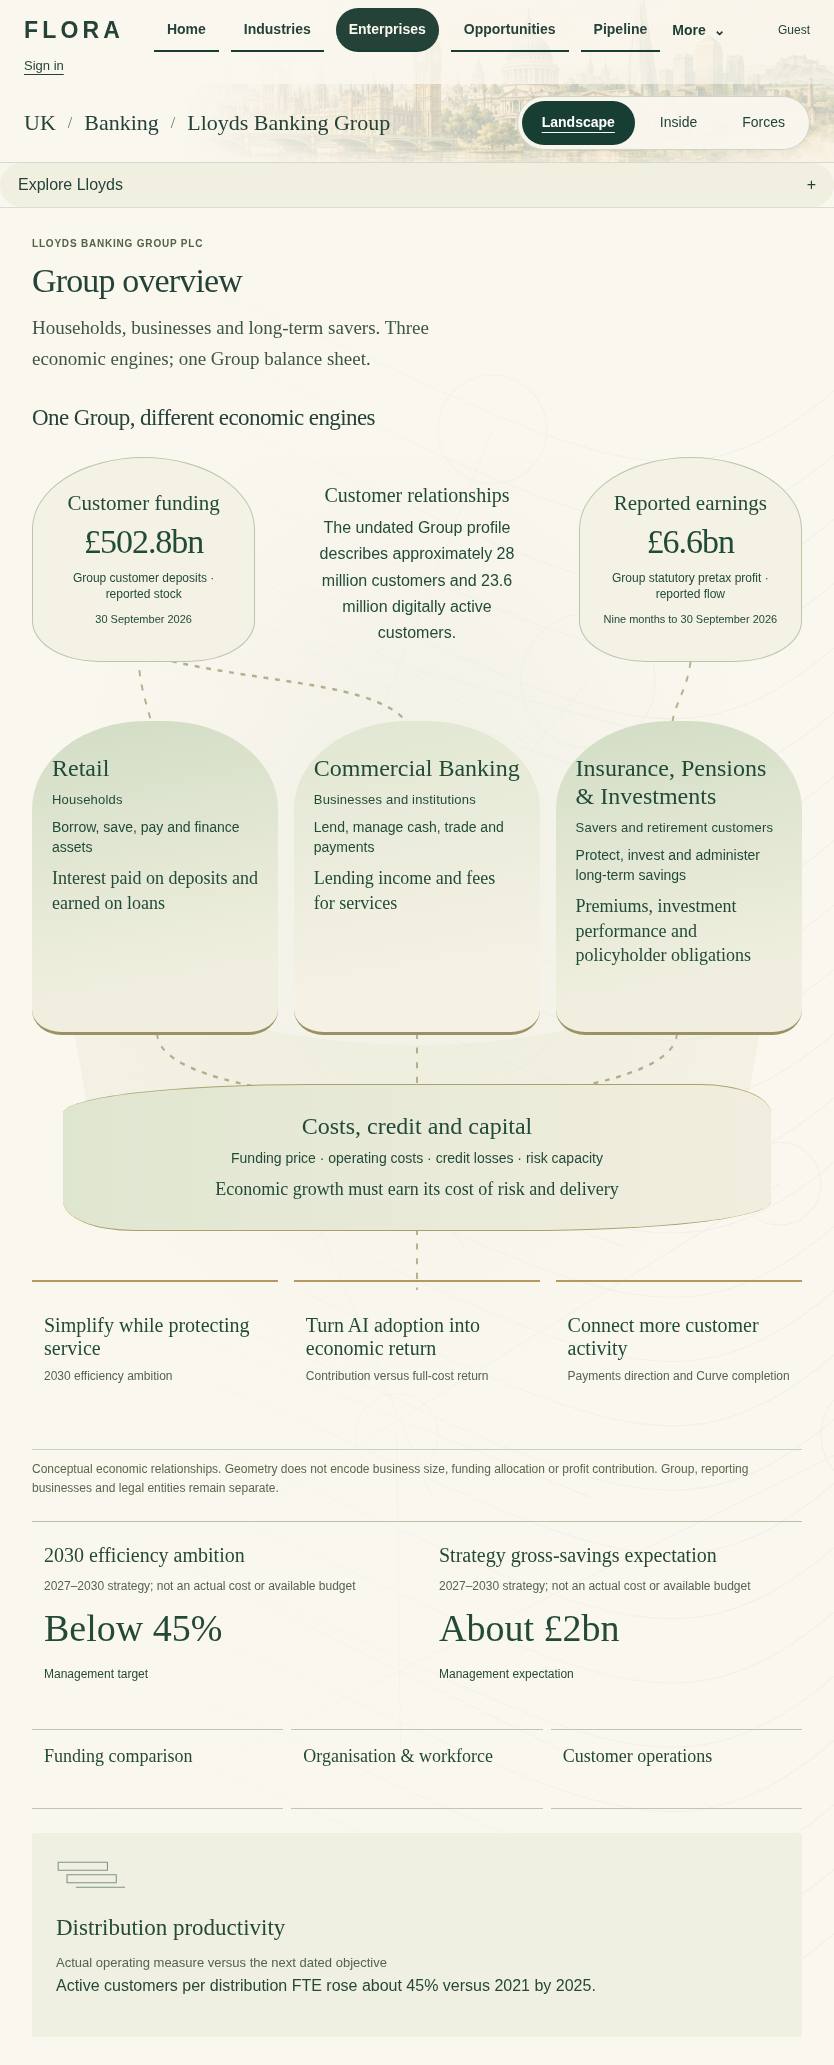 FLORA
Home
Industries
Enterprises
Opportunities
Pipeline
More
Guest
Sign in
UK / Banking / Lloyds Banking Group
Landscape
Inside
Forces
Explore Lloyds
+
LLOYDS BANKING GROUP PLC
Group overview
Households, businesses and long-term savers. Three
economic engines; one Group balance sheet.
One Group, different economic engines
Customer funding
£502.8bn
Group customer deposits ·
reported stock
30 September 2026
Customer relationships
The undated Group profile
describes approximately 28
million customers and 23.6
million digitally active
customers.
Reported earnings
£6.6bn
Group statutory pretax profit ·
reported flow
Nine months to 30 September 2026
Retail
Households
Borrow, save, pay and finance
assets
Interest paid on deposits and
earned on loans
Commercial Banking
Businesses and institutions
Lend, manage cash, trade and
payments
Lending income and fees
for services
Insurance, Pensions
& Investments
Savers and retirement customers
Protect, invest and administer
long-term savings
Premiums, investment
performance and
policyholder obligations
Costs, credit and capital
Funding price · operating costs · credit losses · risk capacity
Economic growth must earn its cost of risk and delivery
Simplify while protecting
service
2030 efficiency ambition
Turn AI adoption into
economic return
Contribution versus full-cost return
Connect more customer
activity
Payments direction and Curve completion
Conceptual economic relationships. Geometry does not encode business size, funding allocation or profit contribution. Group, reporting
businesses and legal entities remain separate.
2030 efficiency ambition
2027–2030 strategy; not an actual cost or available budget
Below 45%
Management target
Strategy gross-savings expectation
2027–2030 strategy; not an actual cost or available budget
About £2bn
Management expectation
Funding comparison
Organisation & workforce
Customer operations
Distribution productivity
Actual operating measure versus the next dated objective
Active customers per distribution FTE rose about 45% versus 2021 by 2025.